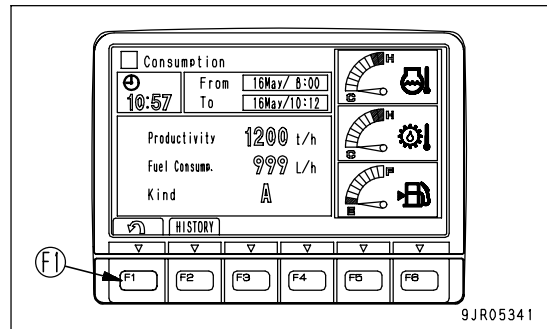 Consumption
10:57
From 16May/ 8:00
To 16May/10:12
Productivity 1200 t/h
Fuel Consump. 999 L/h
Kind A
H
C
H
C
F
E
HISTORY
F1
F1 F2 F3 F4 F5 F6
9JR05341